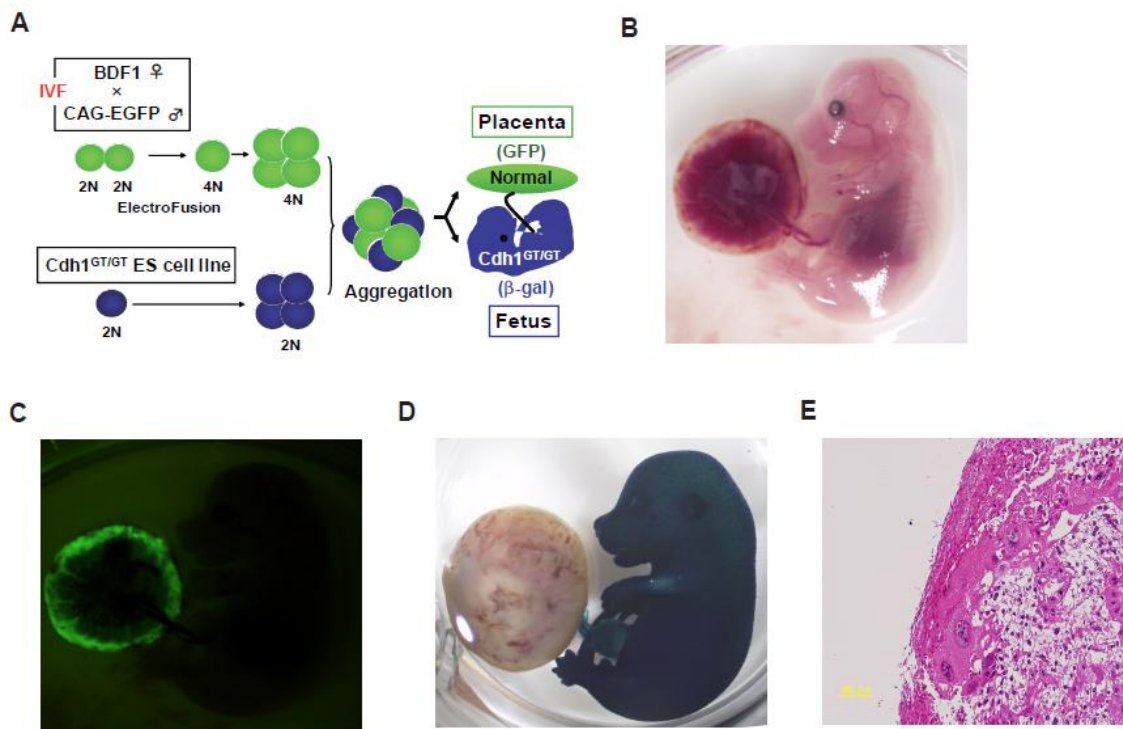 A
IVF
BDF1 ♀
×
CAG-EGFP ♂
2N 2N
4N
4N
ElectroFusion
Cdh1GT/GT ES cell line
2N
2N
Aggregation
Placenta
(GFP)
Normal
Cdh1GT/GT
(β-gal)
Fetus
B
C
D
E